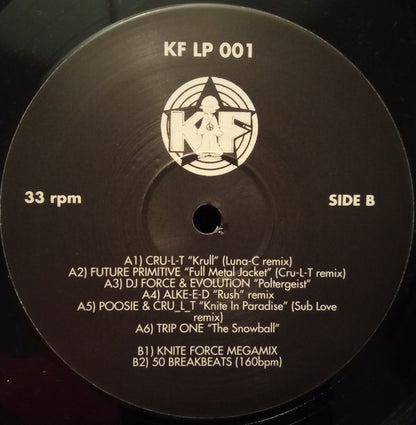 KF LP 001
KF
33 rpm
SIDE B
A1) CRU-L-T "Krull" (Luna-C remix)
A2) FUTURE PRIMITIVE "Full Metal Jacket" (Cru-L-T remix)
A3) DJ FORCE & EVOLUTION "Poltergeist"
A4) ALKE-E-D "Rush" remix
A5) POOSIE & CRU_L_T "Knite In Paradise" (Sub Love
remix)
A6) TRIP ONE "The Snowball"
B1) KNITE FORCE MEGAMIX
B2) 50 BREAKBEATS (160bpm)